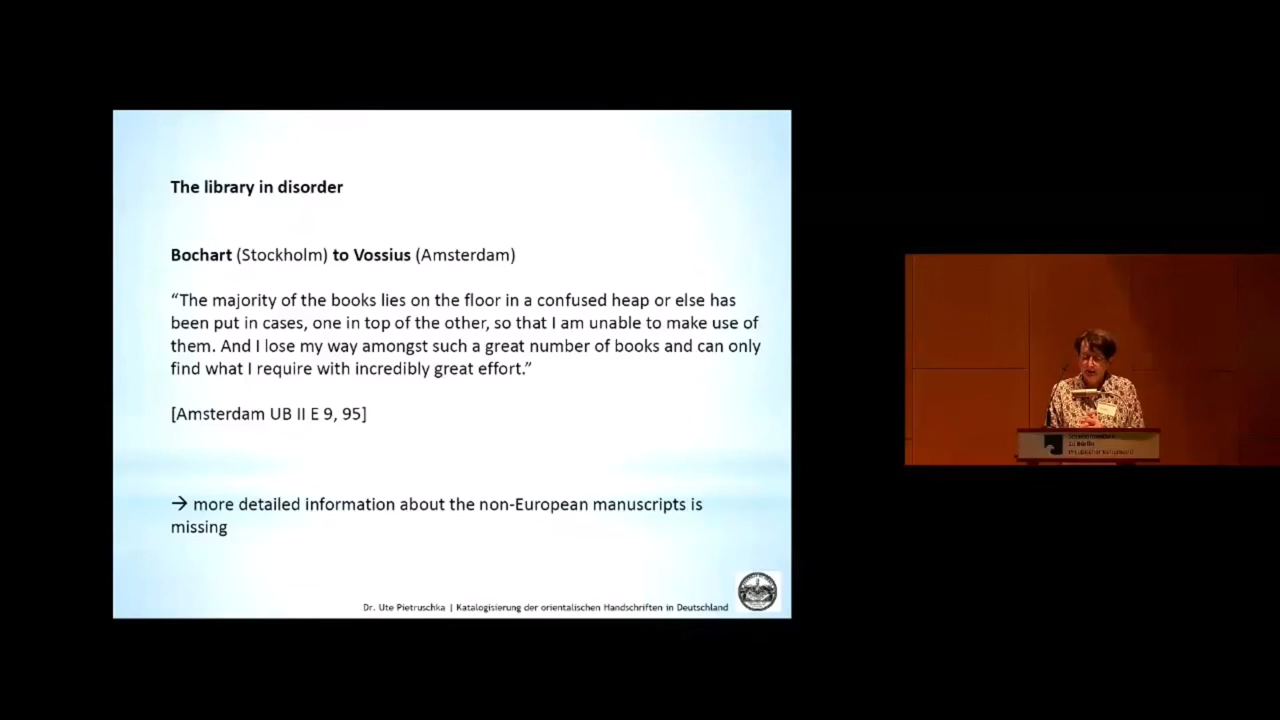 The library in disorder
Bochart (Stockholm) to Vossius (Amsterdam)
“The majority of the books lies on the floor in a confused heap or else has
been put in cases, one in top of the other, so that I am unable to make use of
them. And I lose my way amongst such a great number of books and can only
find what I require with incredibly great effort.”
[Amsterdam UB II E 9, 95]
→ more detailed information about the non-European manuscripts is
missing
Dr. Ute Pietruschka | Katalogisierung der orientalischen Handschriften in Deutschland
zu Berlin